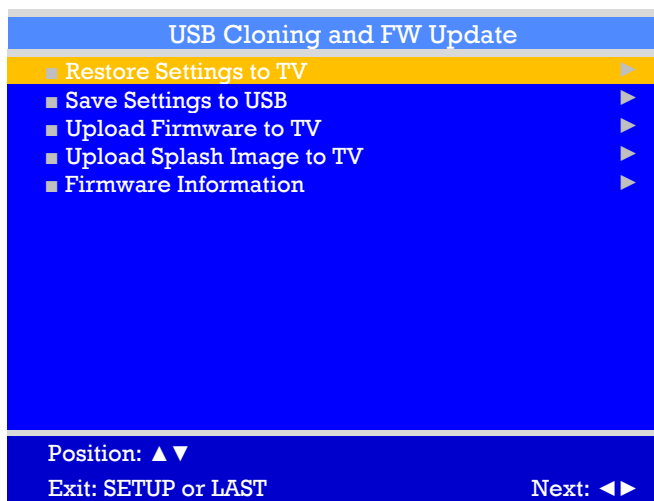 USB Cloning and FW Update
■ Restore Settings to TV ►
■ Save Settings to USB ►
■ Upload Firmware to TV ►
■ Upload Splash Image to TV ►
■ Firmware Information ►
Position: ▲▼
Exit: SETUP or LAST Next: ◄►